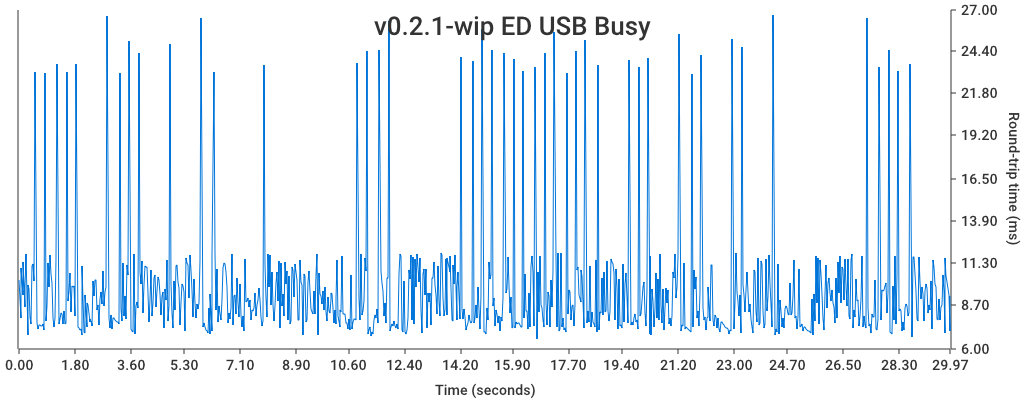 v0.2.1-wip ED USB Busy
27.00
24.40
21.80
19.20
16.50
13.90
11.30
8.70
6.00
Round-trip time (ms)
0.00 1.80 3.60 5.30 7.10 8.90 10.60 12.40 14.20 15.90 17.70 19.40 21.20 23.00 24.70 26.50 28.30 29.97
Time (seconds)